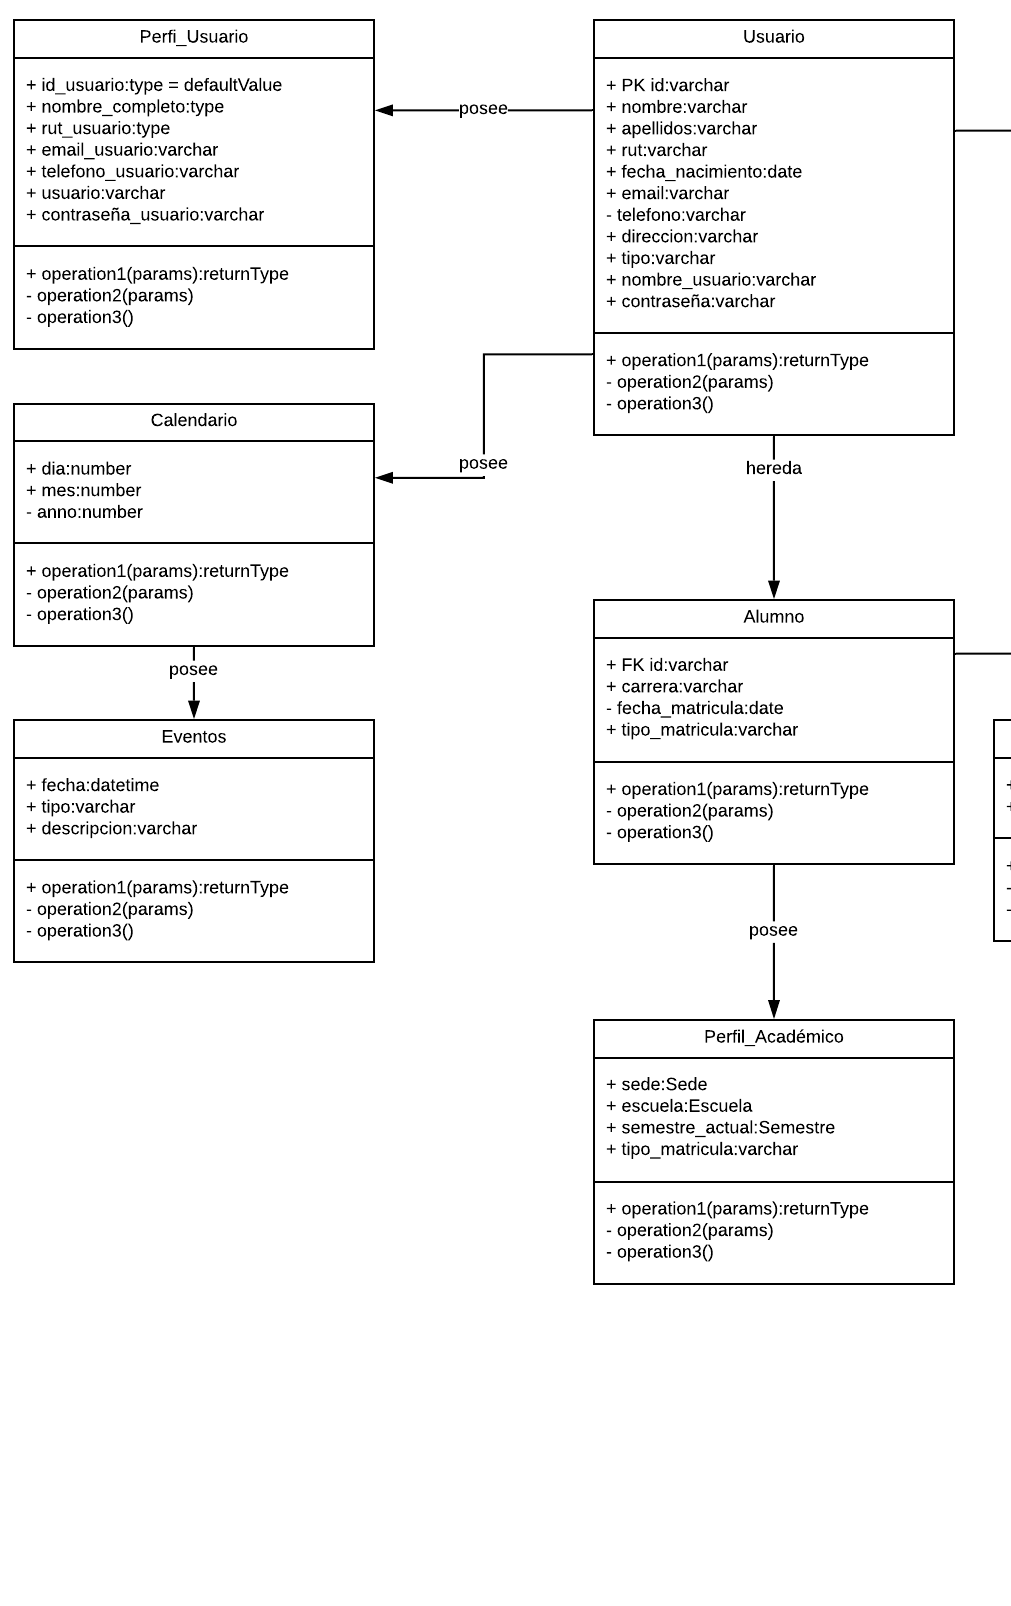 Perfi_Usuario
+ id_usuario:type = defaultValue
+ nombre_completo:type
+ rut_usuario:type
+ email_usuario:varchar
+ telefono_usuario:varchar
+ usuario:varchar
+ contraseña_usuario:varchar
+ operation1(params):returnType
- operation2(params)
- operation3()
posee
Usuario
+ PK id:varchar
+ nombre:varchar
+ apellidos:varchar
+ rut:varchar
+ fecha_nacimiento:date
+ email:varchar
- telefono:varchar
+ direccion:varchar
+ tipo:varchar
+ nombre_usuario:varchar
+ contraseña:varchar
+ operation1(params):returnType
- operation2(params)
- operation3()
posee
hereda
Calendario
+ dia:number
+ mes:number
- anno:number
+ operation1(params):returnType
- operation2(params)
- operation3()
posee
Eventos
+ fecha:datetime
+ tipo:varchar
+ descripcion:varchar
+ operation1(params):returnType
- operation2(params)
- operation3()
Alumno
+ FK id:varchar
+ carrera:varchar
- fecha_matricula:date
+ tipo_matricula:varchar
+ operation1(params):returnType
- operation2(params)
- operation3()
posee
Perfil_Académico
+ sede:Sede
+ escuela:Escuela
+ semestre_actual:Semestre
+ tipo_matricula:varchar
+ operation1(params):returnType
- operation2(params)
- operation3()